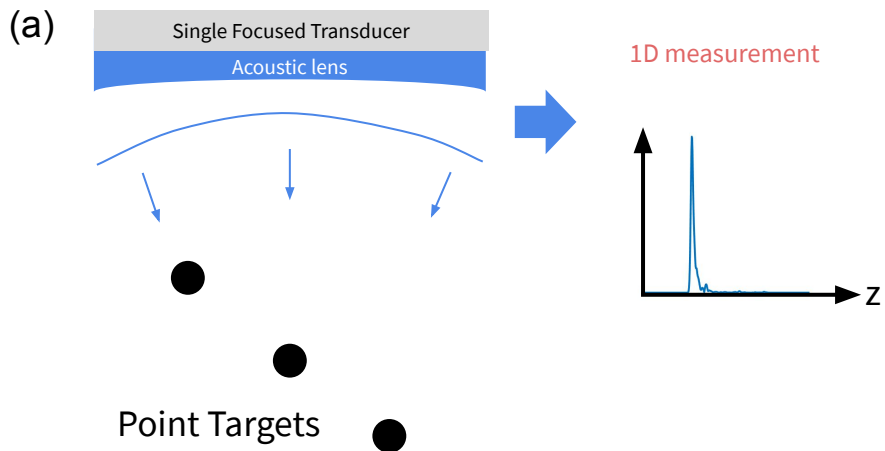 (a)
Single Focused Transducer
Acoustic lens
1D measurement
z
Point Targets